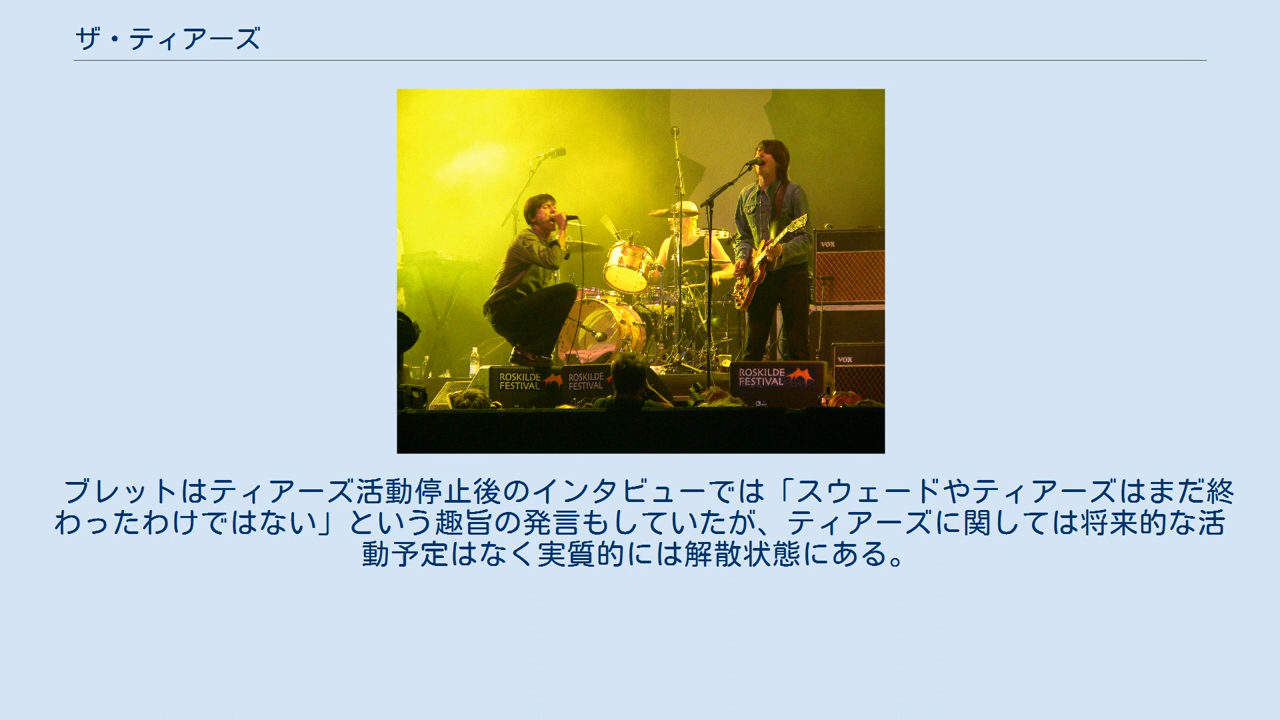 ザ・ティアーズ
VOX
VOX
ROSKILDE
FESTIVAL
ROSKILDE
FESTIVAL
ROSKILDE
FESTIVAL
ブレットはティアーズ活動停止後のインタビューでは「スウェードやティアーズはまだ終
わったわけではない」という趣旨の発言もしていたが、ティアーズに関しては将来的な活
動予定はなく実質的には解散状態にある。